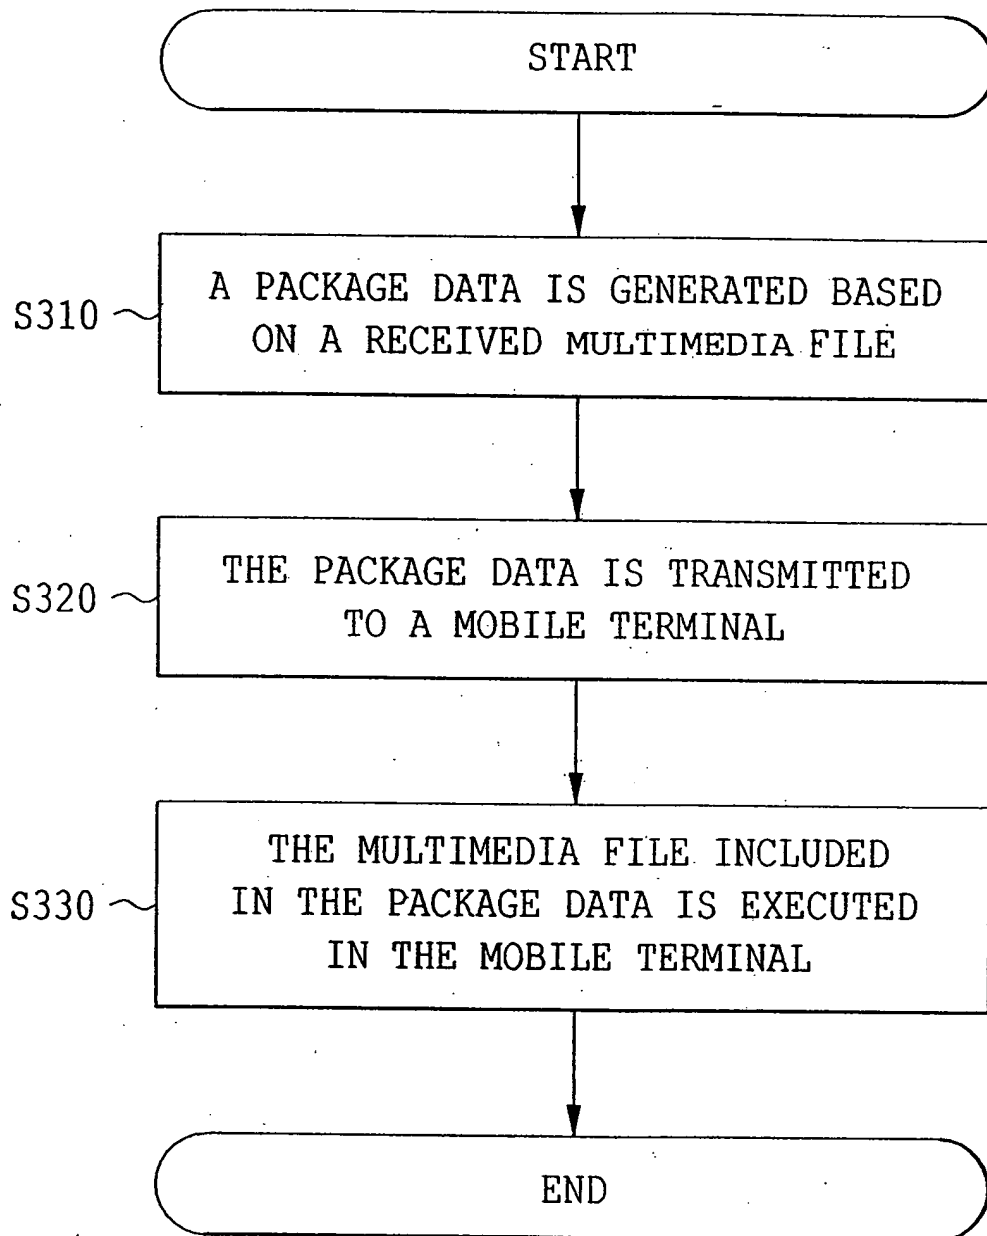 START
S310
A PACKAGE DATA IS GENERATED BASED
ON A RECEIVED MULTIMEDIA FILE
S320
THE PACKAGE DATA IS TRANSMITTED
TO A MOBILE TERMINAL
S330
THE MULTIMEDIA FILE INCLUDED
IN THE PACKAGE DATA IS EXECUTED
IN THE MOBILE TERMINAL
END